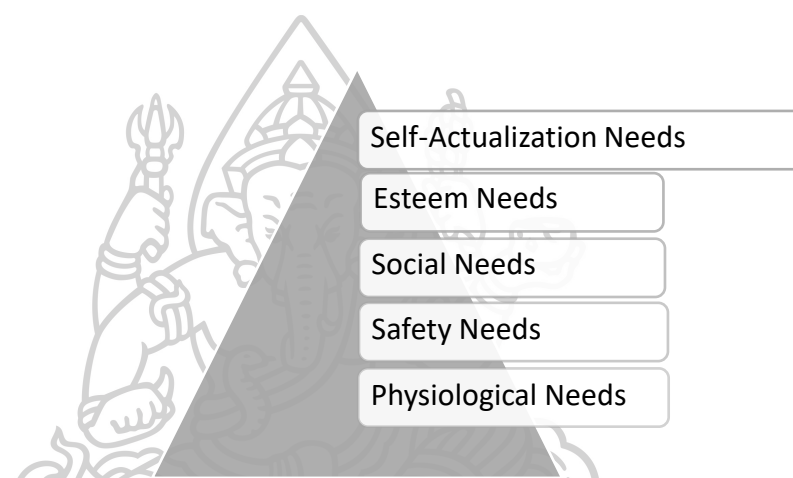 Self-Actualization Needs
Esteem Needs
Social Needs
Safety Needs
Physiological Needs